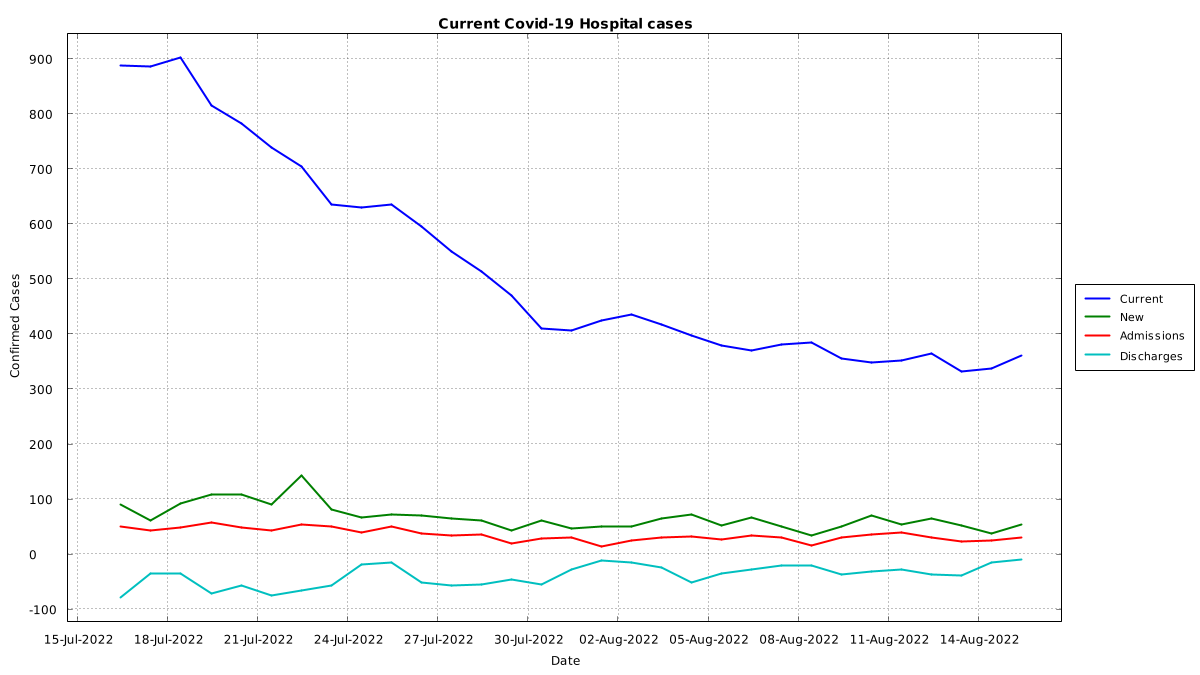 Current Covid-19 Hospital cases
900
800
700
600
500
400
300
200
100
0
-100
Confirmed Cases
15-Jul-2022 18-Jul-2022 21-Jul-2022 24-Jul-2022 27-Jul-2022 30-Jul-2022 02-Aug-2022 05-Aug-2022 08-Aug-2022 11-Aug-2022 14-Aug-2022
Date
Current
New
Admissions
Discharges